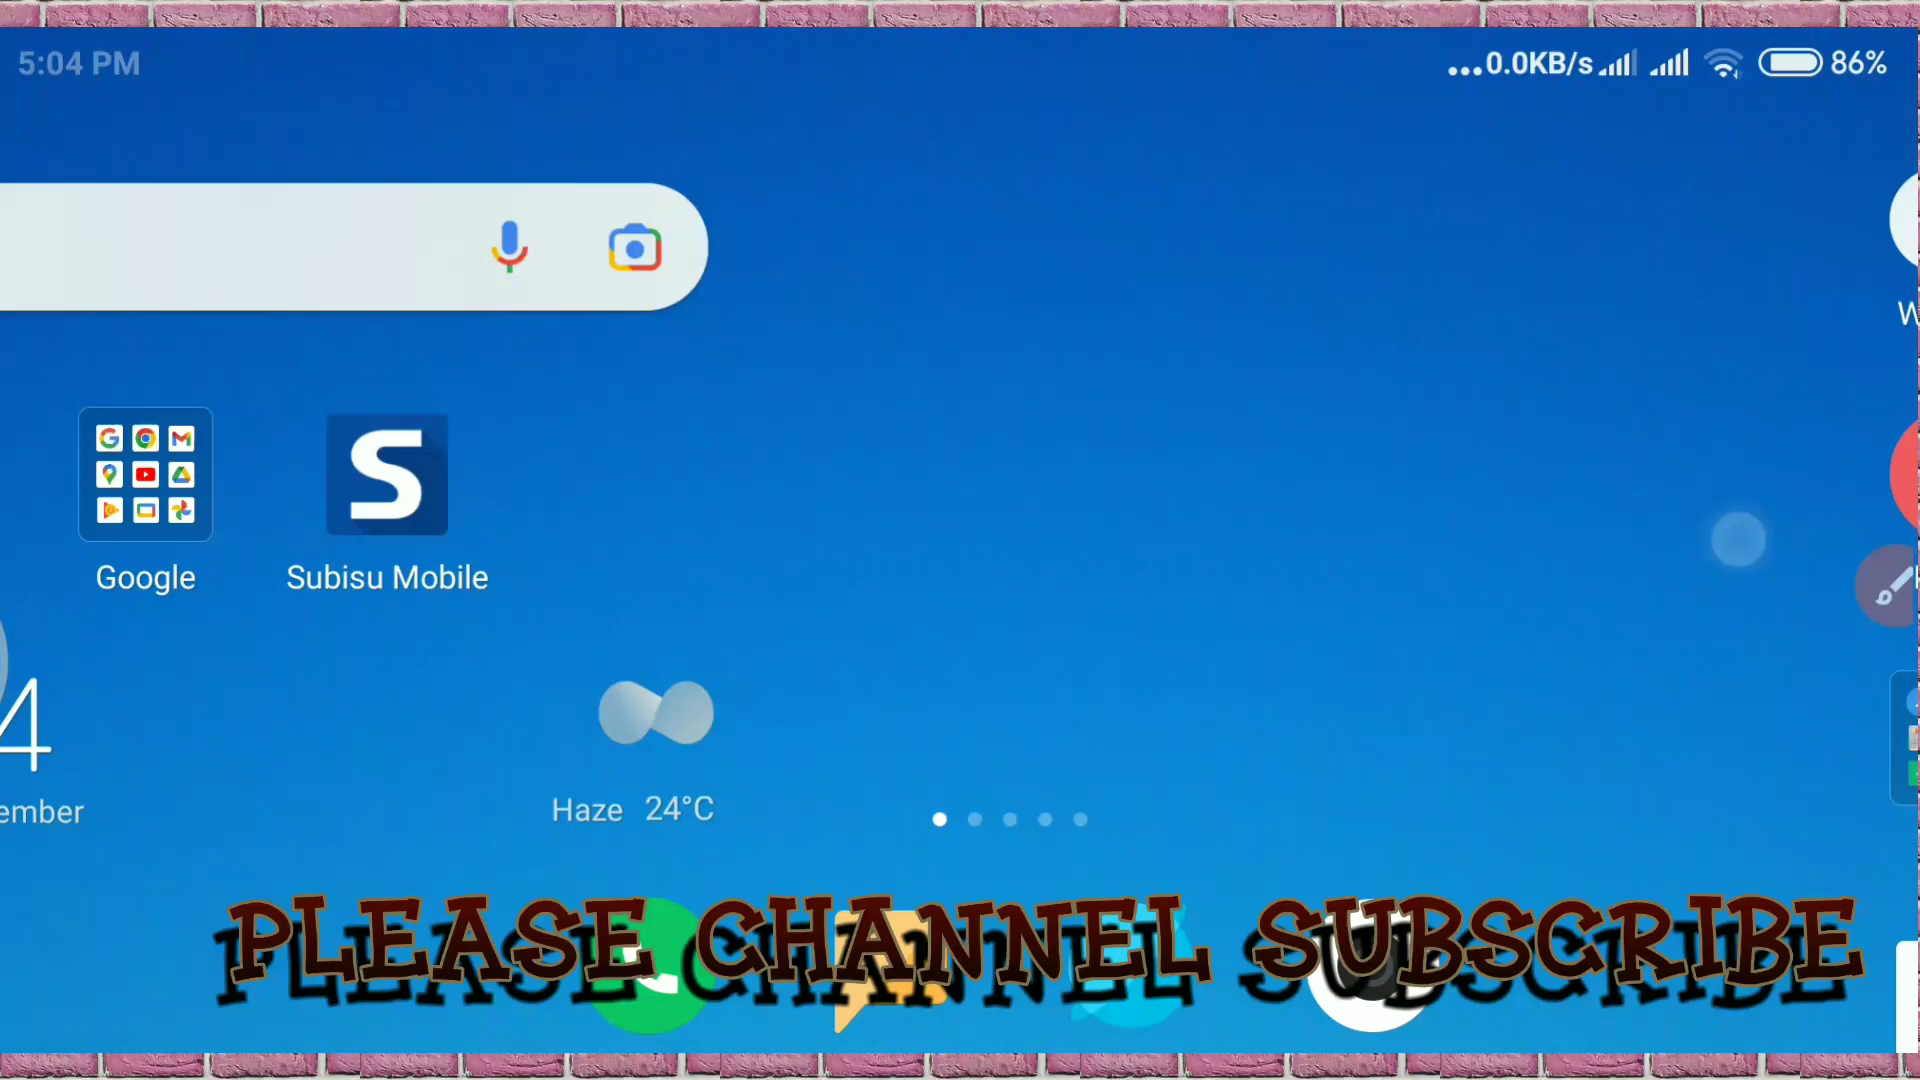 5:04 PM
...0.0KB/s 86%
Google
Subisu Mobile
4
ember
Haze 24°C
PLEASE CHANNEL SUBSCRIBE